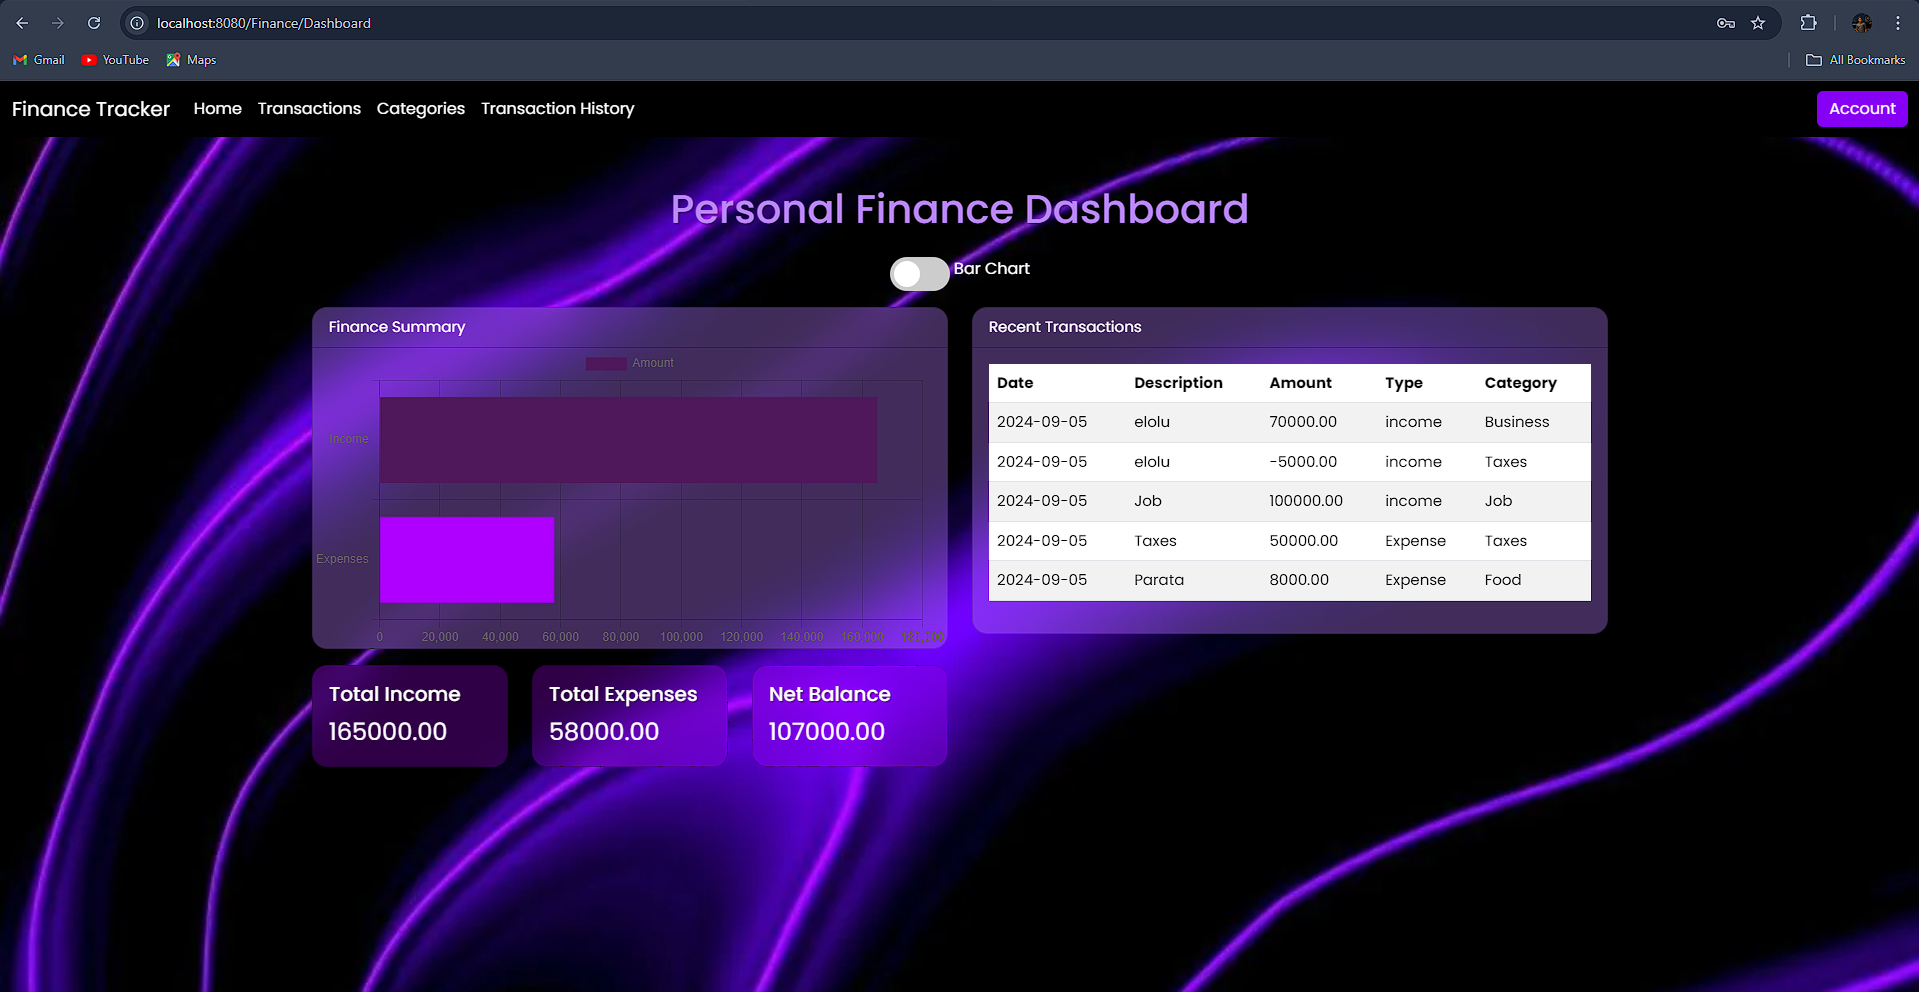 localhost:8080/Finance/Dashboard
Gmail YouTube Maps All Bookmarks
Finance Tracker Home Transactions Categories Transaction History Account
Personal Finance Dashboard
Bar Chart
Finance Summary
Amount
Income
Expenses
0 20,000 40,000 60,000 80,000 100,000 120,000 140,000 160,000 180,000
Recent Transactions
Date Description Amount Type Category
2024-09-05 elolu 70000.00 income Business
2024-09-05 elolu -5000.00 income Taxes
2024-09-05 Job 100000.00 income Job
2024-09-05 Taxes 50000.00 Expense Taxes
2024-09-05 Parata 8000.00 Expense Food
Total Income
165000.00
Total Expenses
58000.00
Net Balance
107000.00